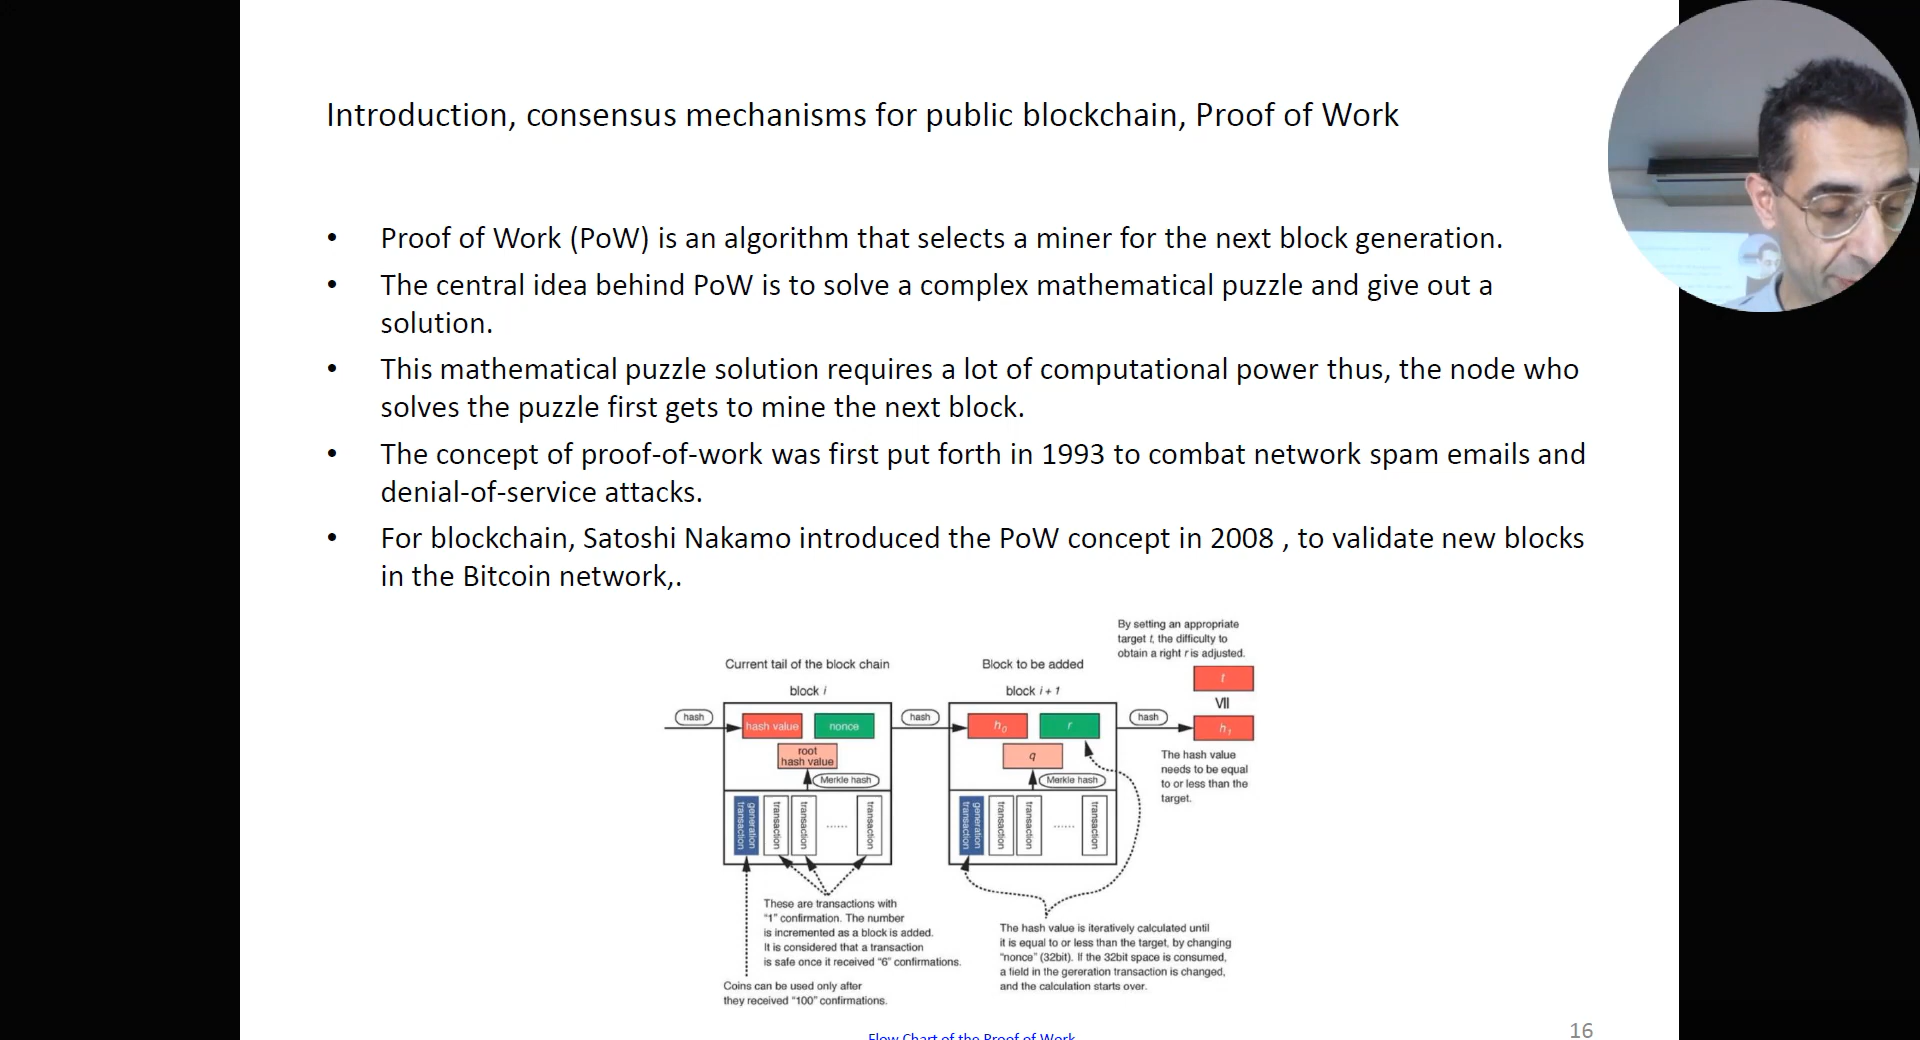 Introduction, consensus mechanisms for public blockchain, Proof of Work
• Proof of Work (PoW) is an algorithm that selects a miner for the next block generation.
• The central idea behind PoW is to solve a complex mathematical puzzle and give out a
solution.
• This mathematical puzzle solution requires a lot of computational power thus, the node who
solves the puzzle first gets to mine the next block.
• The concept of proof-of-work was first put forth in 1993 to combat network spam emails and
denial-of-service attacks.
• For blockchain, Satoshi Nakamo introduced the PoW concept in 2008 , to validate new blocks
in the Bitcoin network,.
By setting an appropriate
target t, the difficulty to
obtain a right r is adjusted.
Current tail of the block chain
block i
Block to be added
block i + 1
t
VII
hash
hash value
nonce
hash
h0
r
hash
h1
root
hash value
q
Merkle hash
Merkle hash
The hash value
needs to be equal
to or less than the
target.
generation
transaction
transaction
transaction
......
transaction
generation
transaction
transaction
transaction
......
transaction
These are transactions with
"1" confirmation. The number
is incremented as a block is added.
It is considered that a transaction
is safe once it received "6" confirmations.
Coins can be used only after
they received "100" confirmations.
The hash value is iteratively calculated until
it is equal to or less than the target, by changing
"nonce" (32bit). If the 32bit space is consumed,
a field in the gereration transaction is changed,
and the calculation starts over.
Flow Chart of the Proof of Work
16